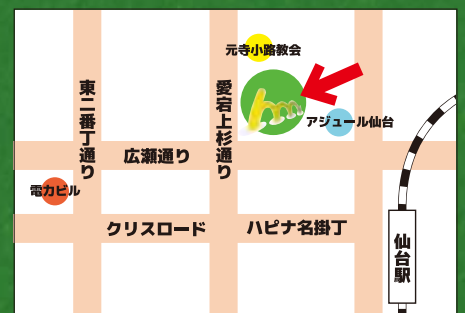 元寺小路教会
hm
アジュール仙台
東二番丁通り
愛宕上杉通り
広瀬通り
電力ビル
クリスロード
ハピナ名掛丁
仙台駅